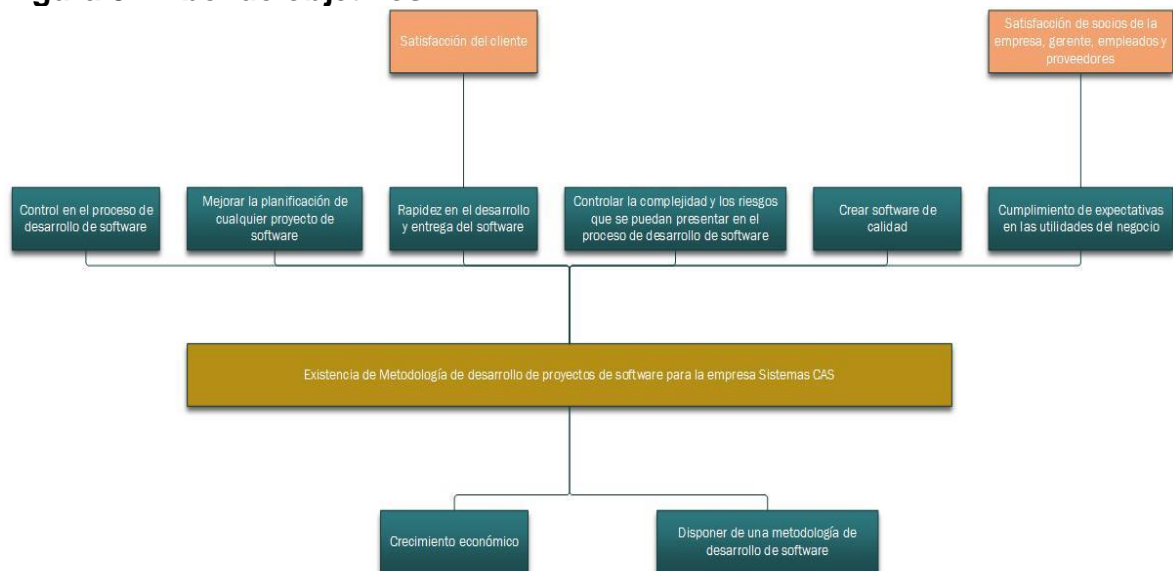 Satisfacción del cliente
Satisfacción de socios de la
empresa, gerente, empleados y
proveedores
Control en el proceso de
desarrollo de software
Mejorar la planificación de
cualquier proyecto de
software
Rapidez en el desarrollo
y entrega del software
Controlar la complejidad y los riesgos
que se puedan presentar en el
proceso de desarrollo de software
Crear software de
calidad
Cumplimiento de expectativas
en las utilidades del negocio
Existencia de Metodología de desarrollo de proyectos de software para la empresa Sistemas CAS
Crecimiento económico
Disponer de una metodología de
desarrollo de software